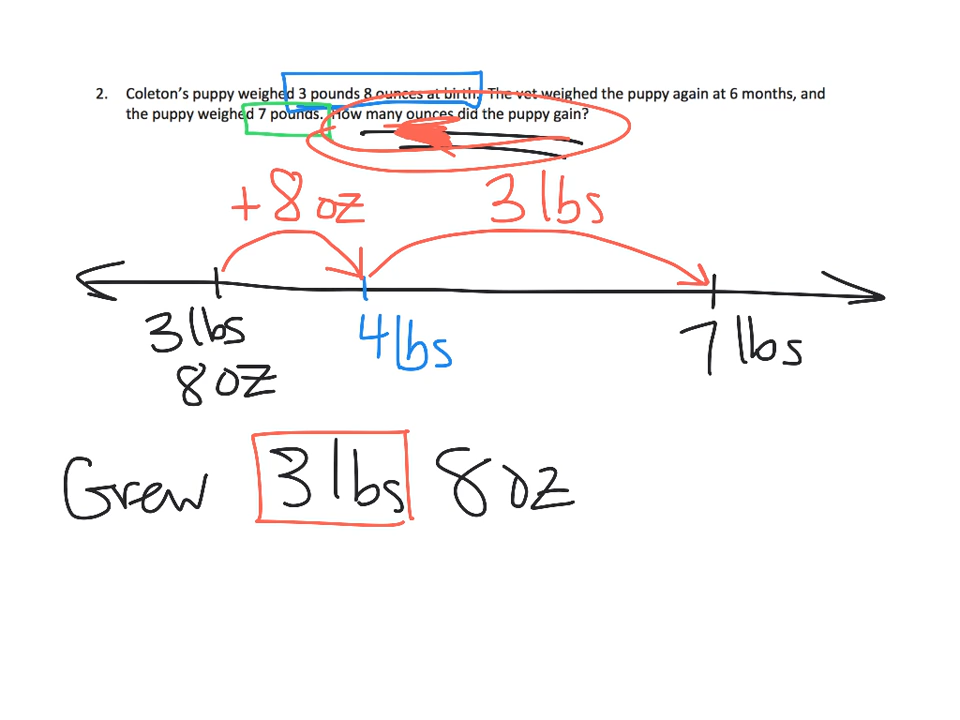 2. Coleton's puppy weighed 3 pounds 8 ounces at birth. The vet weighed the puppy again at 6 months, and
the puppy weighed 7 pounds. How many ounces did the puppy gain?
+8 oz 3 lbs
3 lbs 4 lbs 7 lbs
8 oz
Grew 3 lbs 8 oz